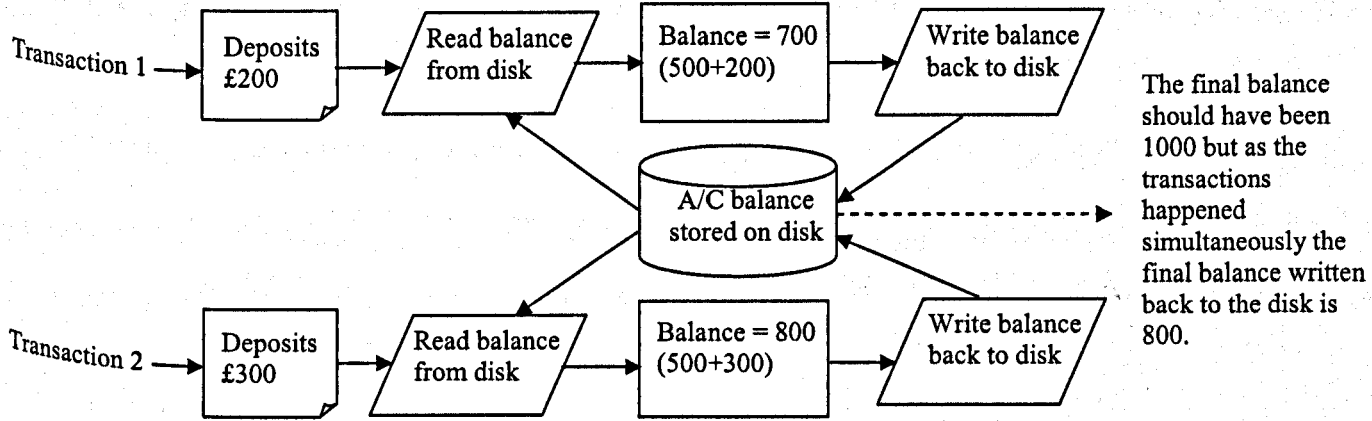 Transaction 1
Deposits
£200
Read balance
from disk
Balance = 700
(500+200)
Write balance
back to disk
A/C balance
stored on disk
The final balance
should have been
1000 but as the
transactions
happened
simultaneously the
final balance written
back to the disk is
800.
Transaction 2
Deposits
£300
Read balance
from disk
Balance = 800
(500+300)
Write balance
back to disk